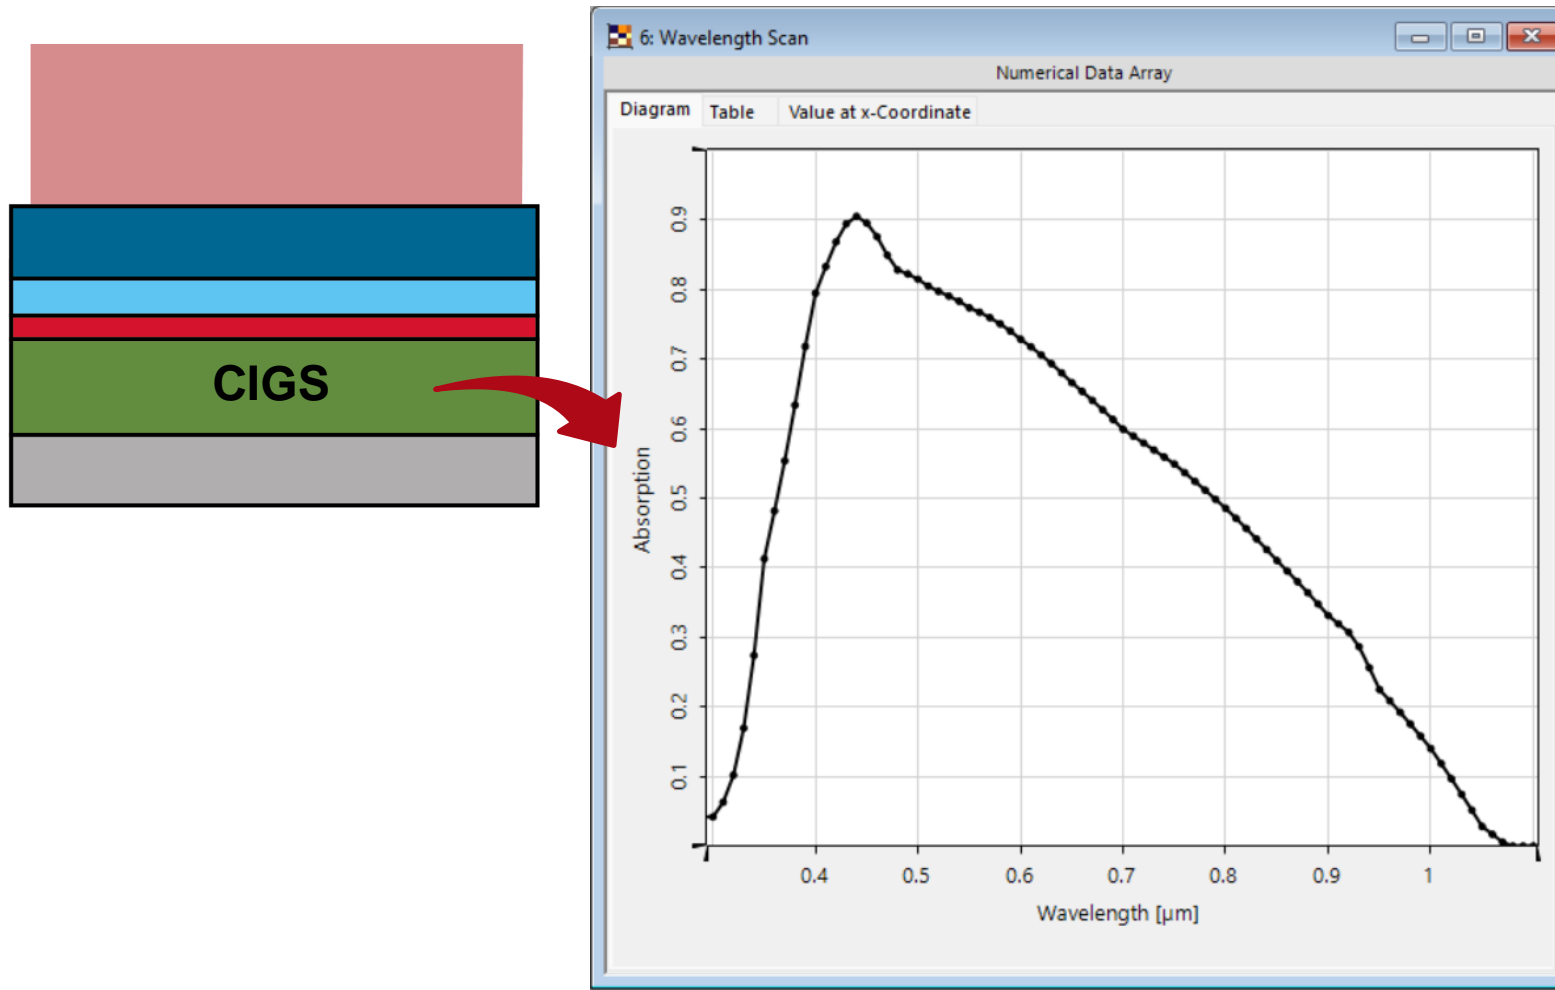 CIGS
6: Wavelength Scan
Numerical Data Array
Diagram Table Value at x-Coordinate
Absorption
0.9
0.8
0.7
0.6
0.5
0.4
0.3
0.2
0.1
0.4 0.5 0.6 0.7 0.8 0.9 1
Wavelength [µm]